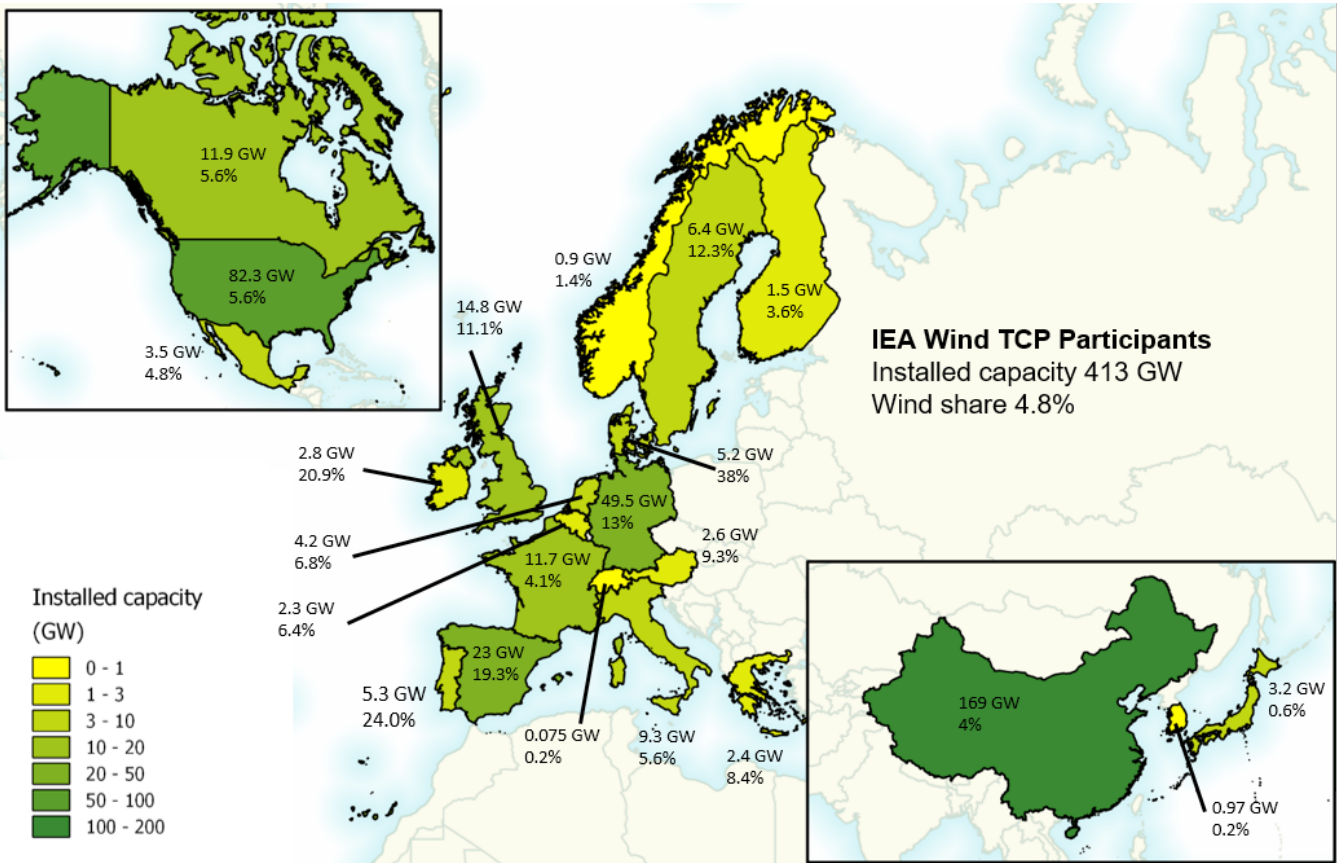 11.9 GW
5.6%
82.3 GW
5.6%
3.5 GW
4.8%
0.9 GW
1.4%
6.4 GW
12.3%
1.5 GW
3.6%
14.8 GW
11.1%
IEA Wind TCP Participants
Installed capacity 413 GW
Wind share 4.8%
2.8 GW
20.9%
5.2 GW
38%
49.5 GW
13%
4.2 GW
6.8%
2.6 GW
9.3%
11.7 GW
4.1%
2.3 GW
6.4%
23 GW
19.3%
5.3 GW
24.0%
0.075 GW
0.2%
9.3 GW
5.6%
2.4 GW
8.4%
Installed capacity
(GW)
0 - 1
1 - 3
3 - 10
10 - 20
20 - 50
50 - 100
100 - 200
169 GW
4%
3.2 GW
0.6%
0.97 GW
0.2%